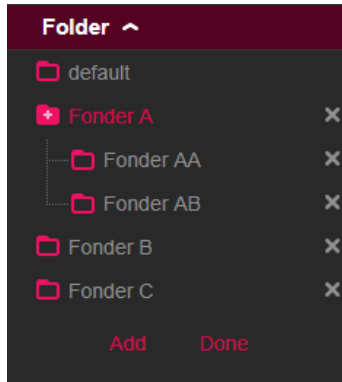 Folder
default
Fonder A
Fonder AA
Fonder AB
Fonder B
Fonder C
Add Done